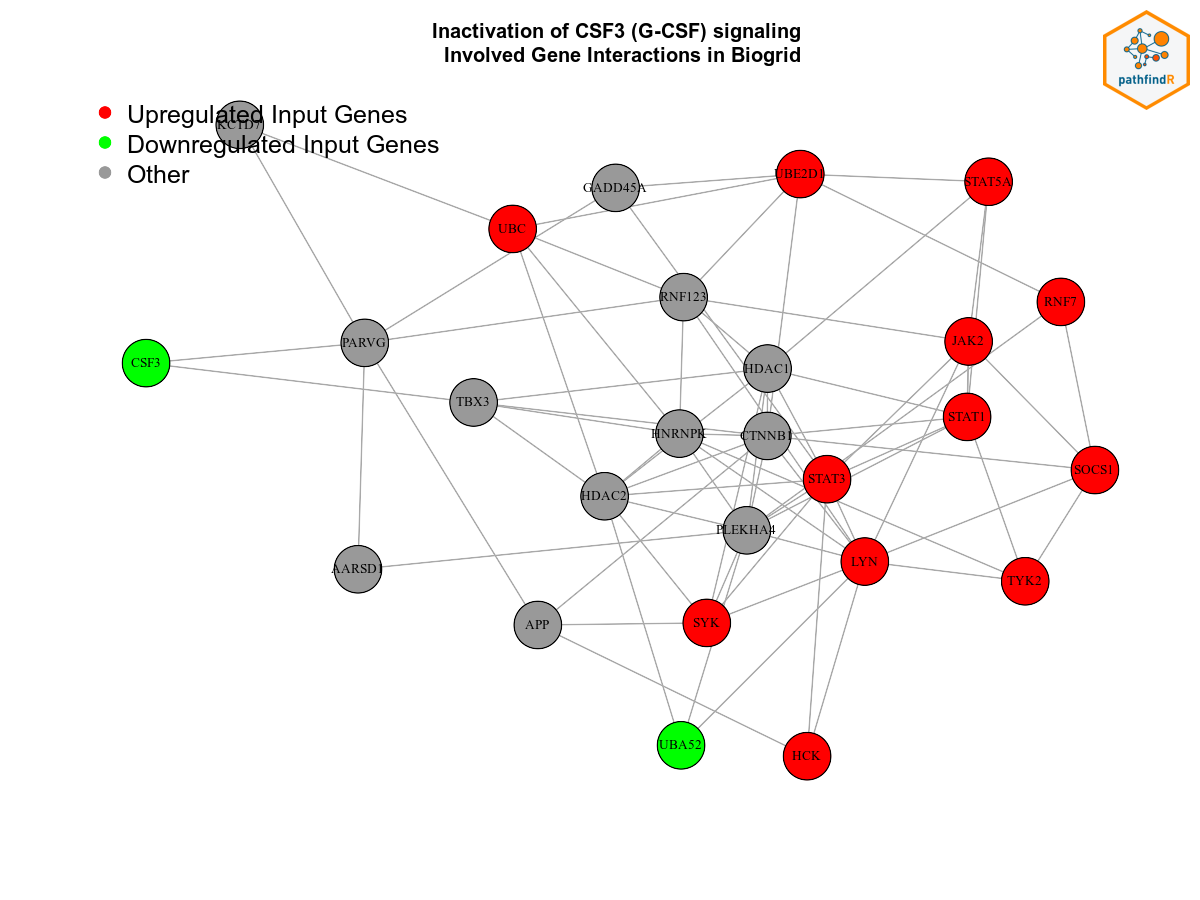 Inactivation of CSF3 (G-CSF) signaling
Involved Gene Interactions in Biogrid
pathfindR
Upregulated Input Genes
KCTD7
Downregulated Input Genes
Other
GADD45A
UBE2D1
STAT5A
UBC
RNF123
RNF7
PARVG
JAK2
CSF3
HDAC1
TBX3
STAT1
HNRNPK
CTNNB1
SOCS1
STAT3
HDAC2
PLEKHA4
LYN
AARSD1
TYK2
APP
SYK
UBA52
HCK